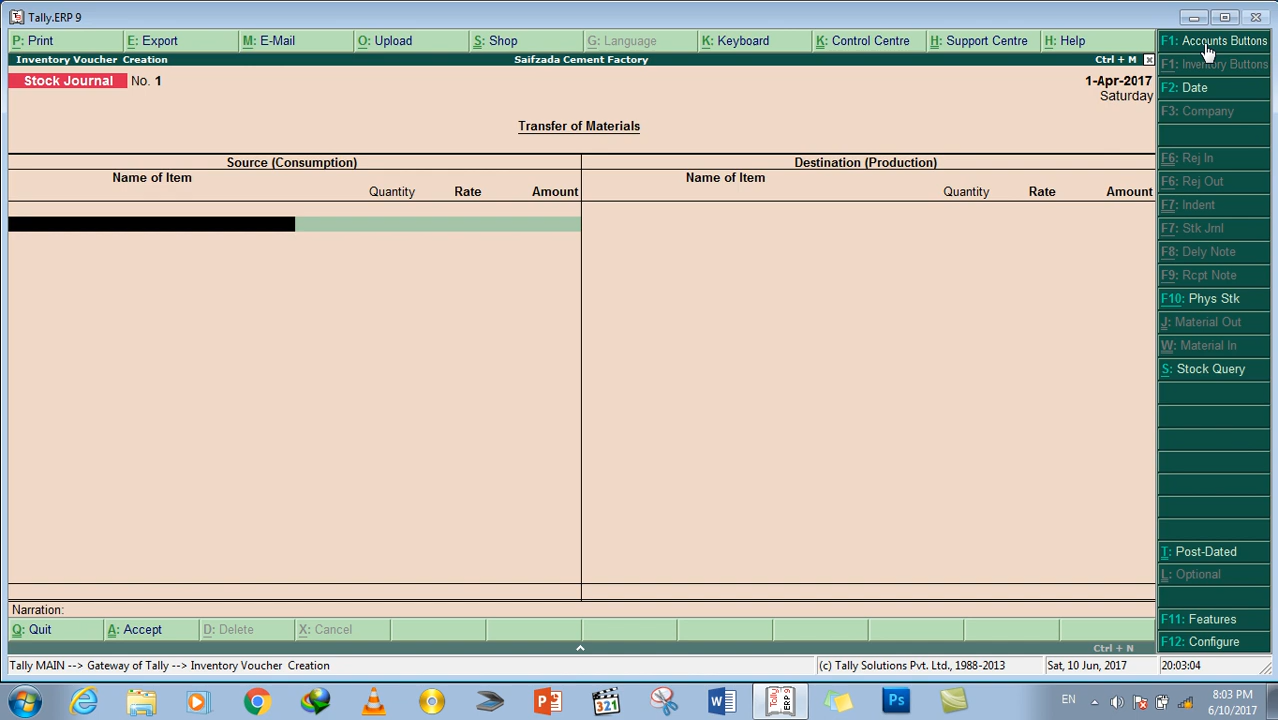 Tally.ERP 9
P: Print
E: Export
M: E-Mail
O: Upload
S: Shop
G: Language
K: Keyboard
K: Control Centre
H: Support Centre
H: Help
Inventory Voucher Creation
Saifzada Cement Factory
Ctrl + M
Stock Journal No. 1
1-Apr-2017
Saturday
Transfer of Materials
Source (Consumption)
Destination (Production)
Name of Item
Quantity Rate Amount
Name of Item
Quantity Rate Amount
Narration:
Q: Quit
A: Accept
D: Delete
X: Cancel
Ctrl + N
F1: Accounts Buttons
F1: Inventory Buttons
F2: Date
F3: Company
F6: Rej In
F6: Rej Out
F7: Indent
F7: Stk Jrnl
F8: Dely Note
F9: Rcpt Note
F10: Phys Stk
J: Material Out
W: Material In
S: Stock Query
T: Post-Dated
L: Optional
F11: Features
F12: Configure
Tally MAIN --> Gateway of Tally --> Inventory Voucher Creation
(c) Tally Solutions Pvt. Ltd., 1988-2013
Sat, 10 Jun, 2017
20:03:04
321
Tally
ERP 9
Ps
EN
8:03 PM
6/10/2017